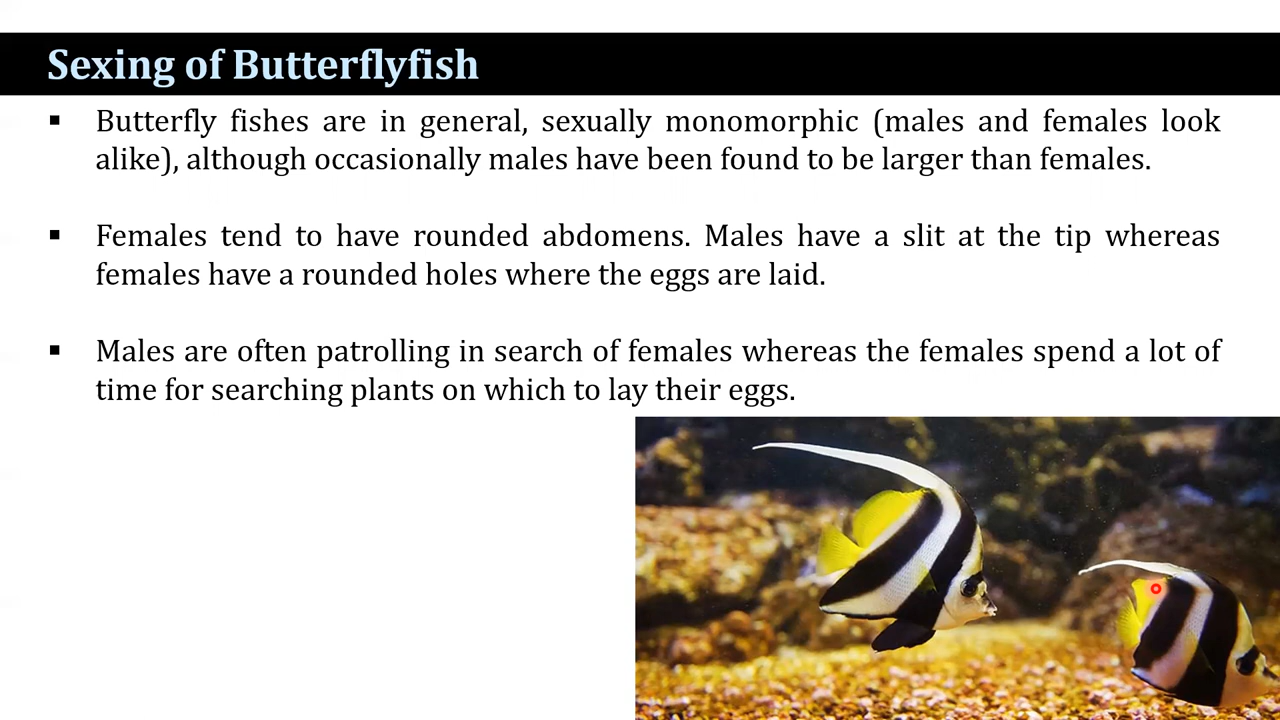 Sexing of Butterflyfish
▪ Butterfly fishes are in general, sexually monomorphic (males and females look
alike), although occasionally males have been found to be larger than females.
▪ Females tend to have rounded abdomens. Males have a slit at the tip whereas
females have a rounded holes where the eggs are laid.
▪ Males are often patrolling in search of females whereas the females spend a lot of
time for searching plants on which to lay their eggs.